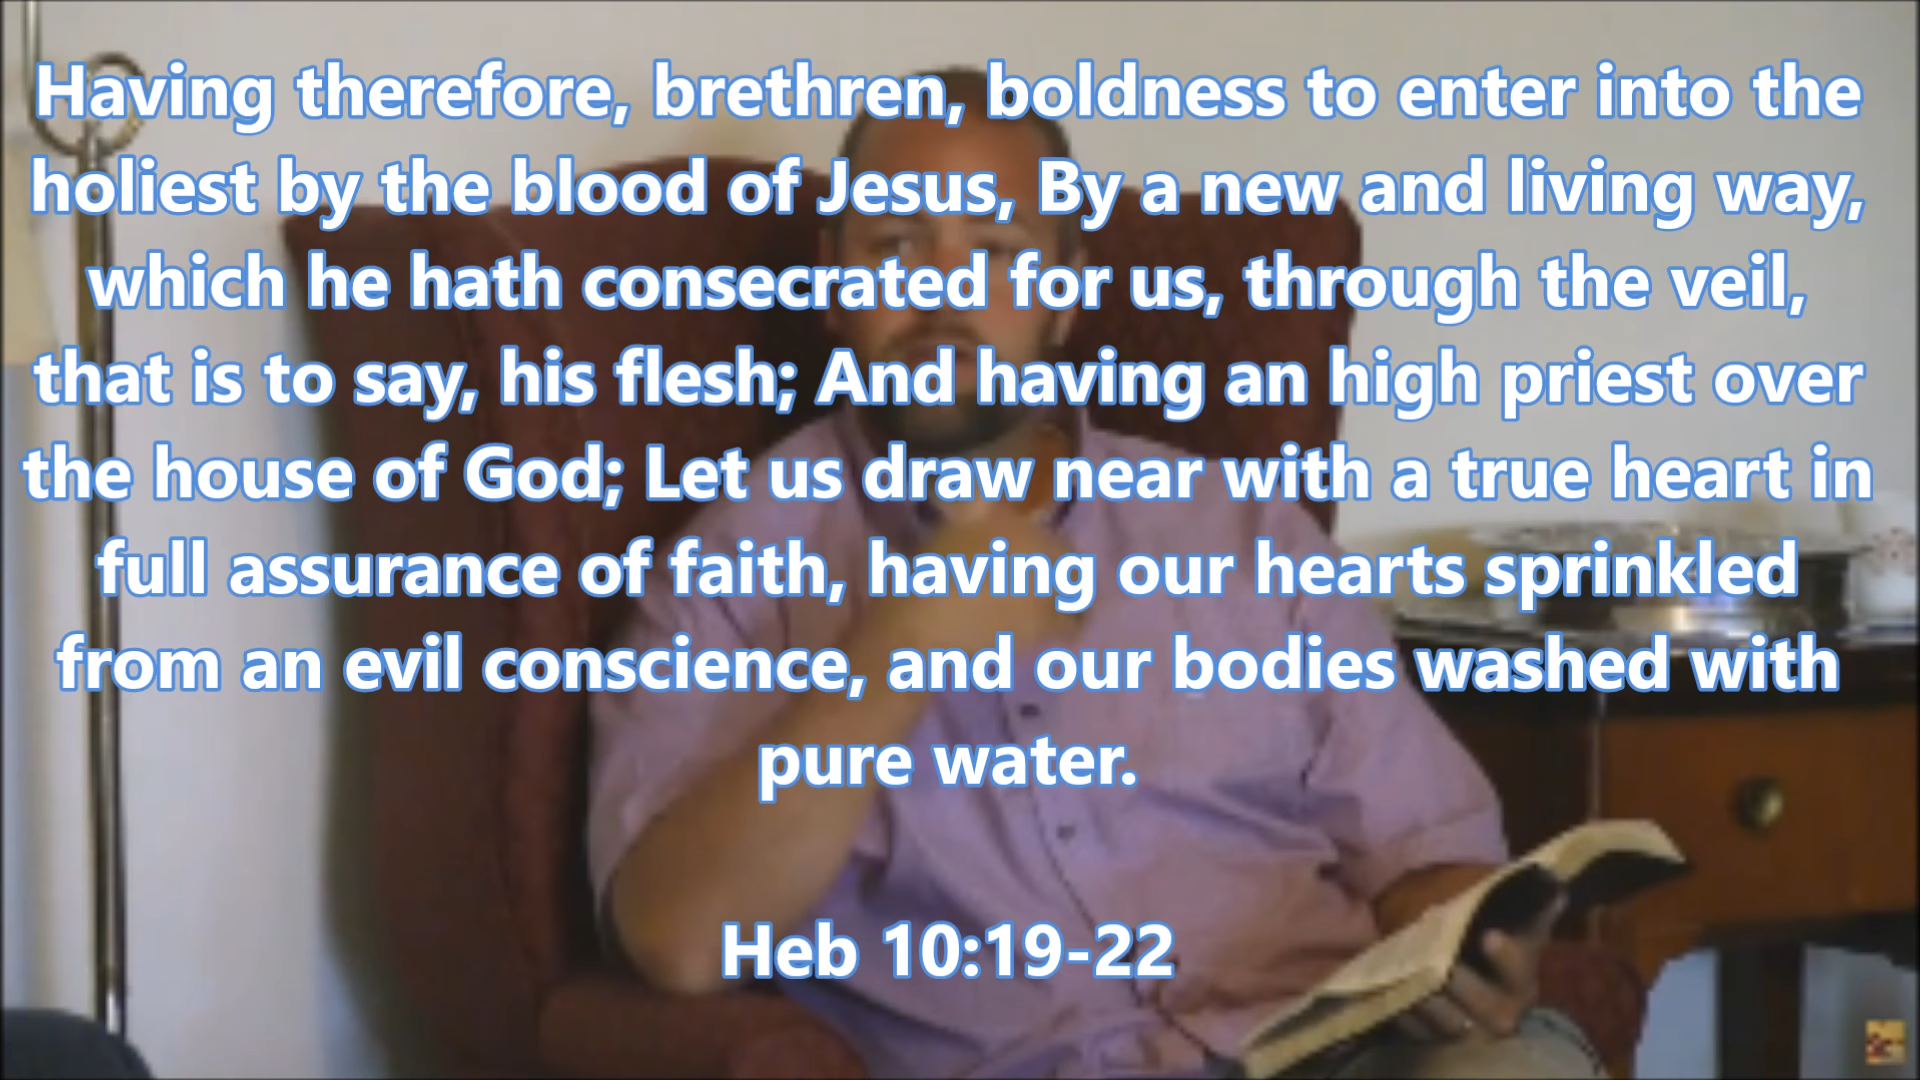 Having therefore, brethren, boldness to enter into the
holiest by the blood of Jesus, By a new and living way,
which he hath consecrated for us, through the veil,
that is to say, his flesh; And having an high priest over
the house of God; Let us draw near with a true heart in
full assurance of faith, having our hearts sprinkled
from an evil conscience, and our bodies washed with
pure water.
Heb 10:19-22